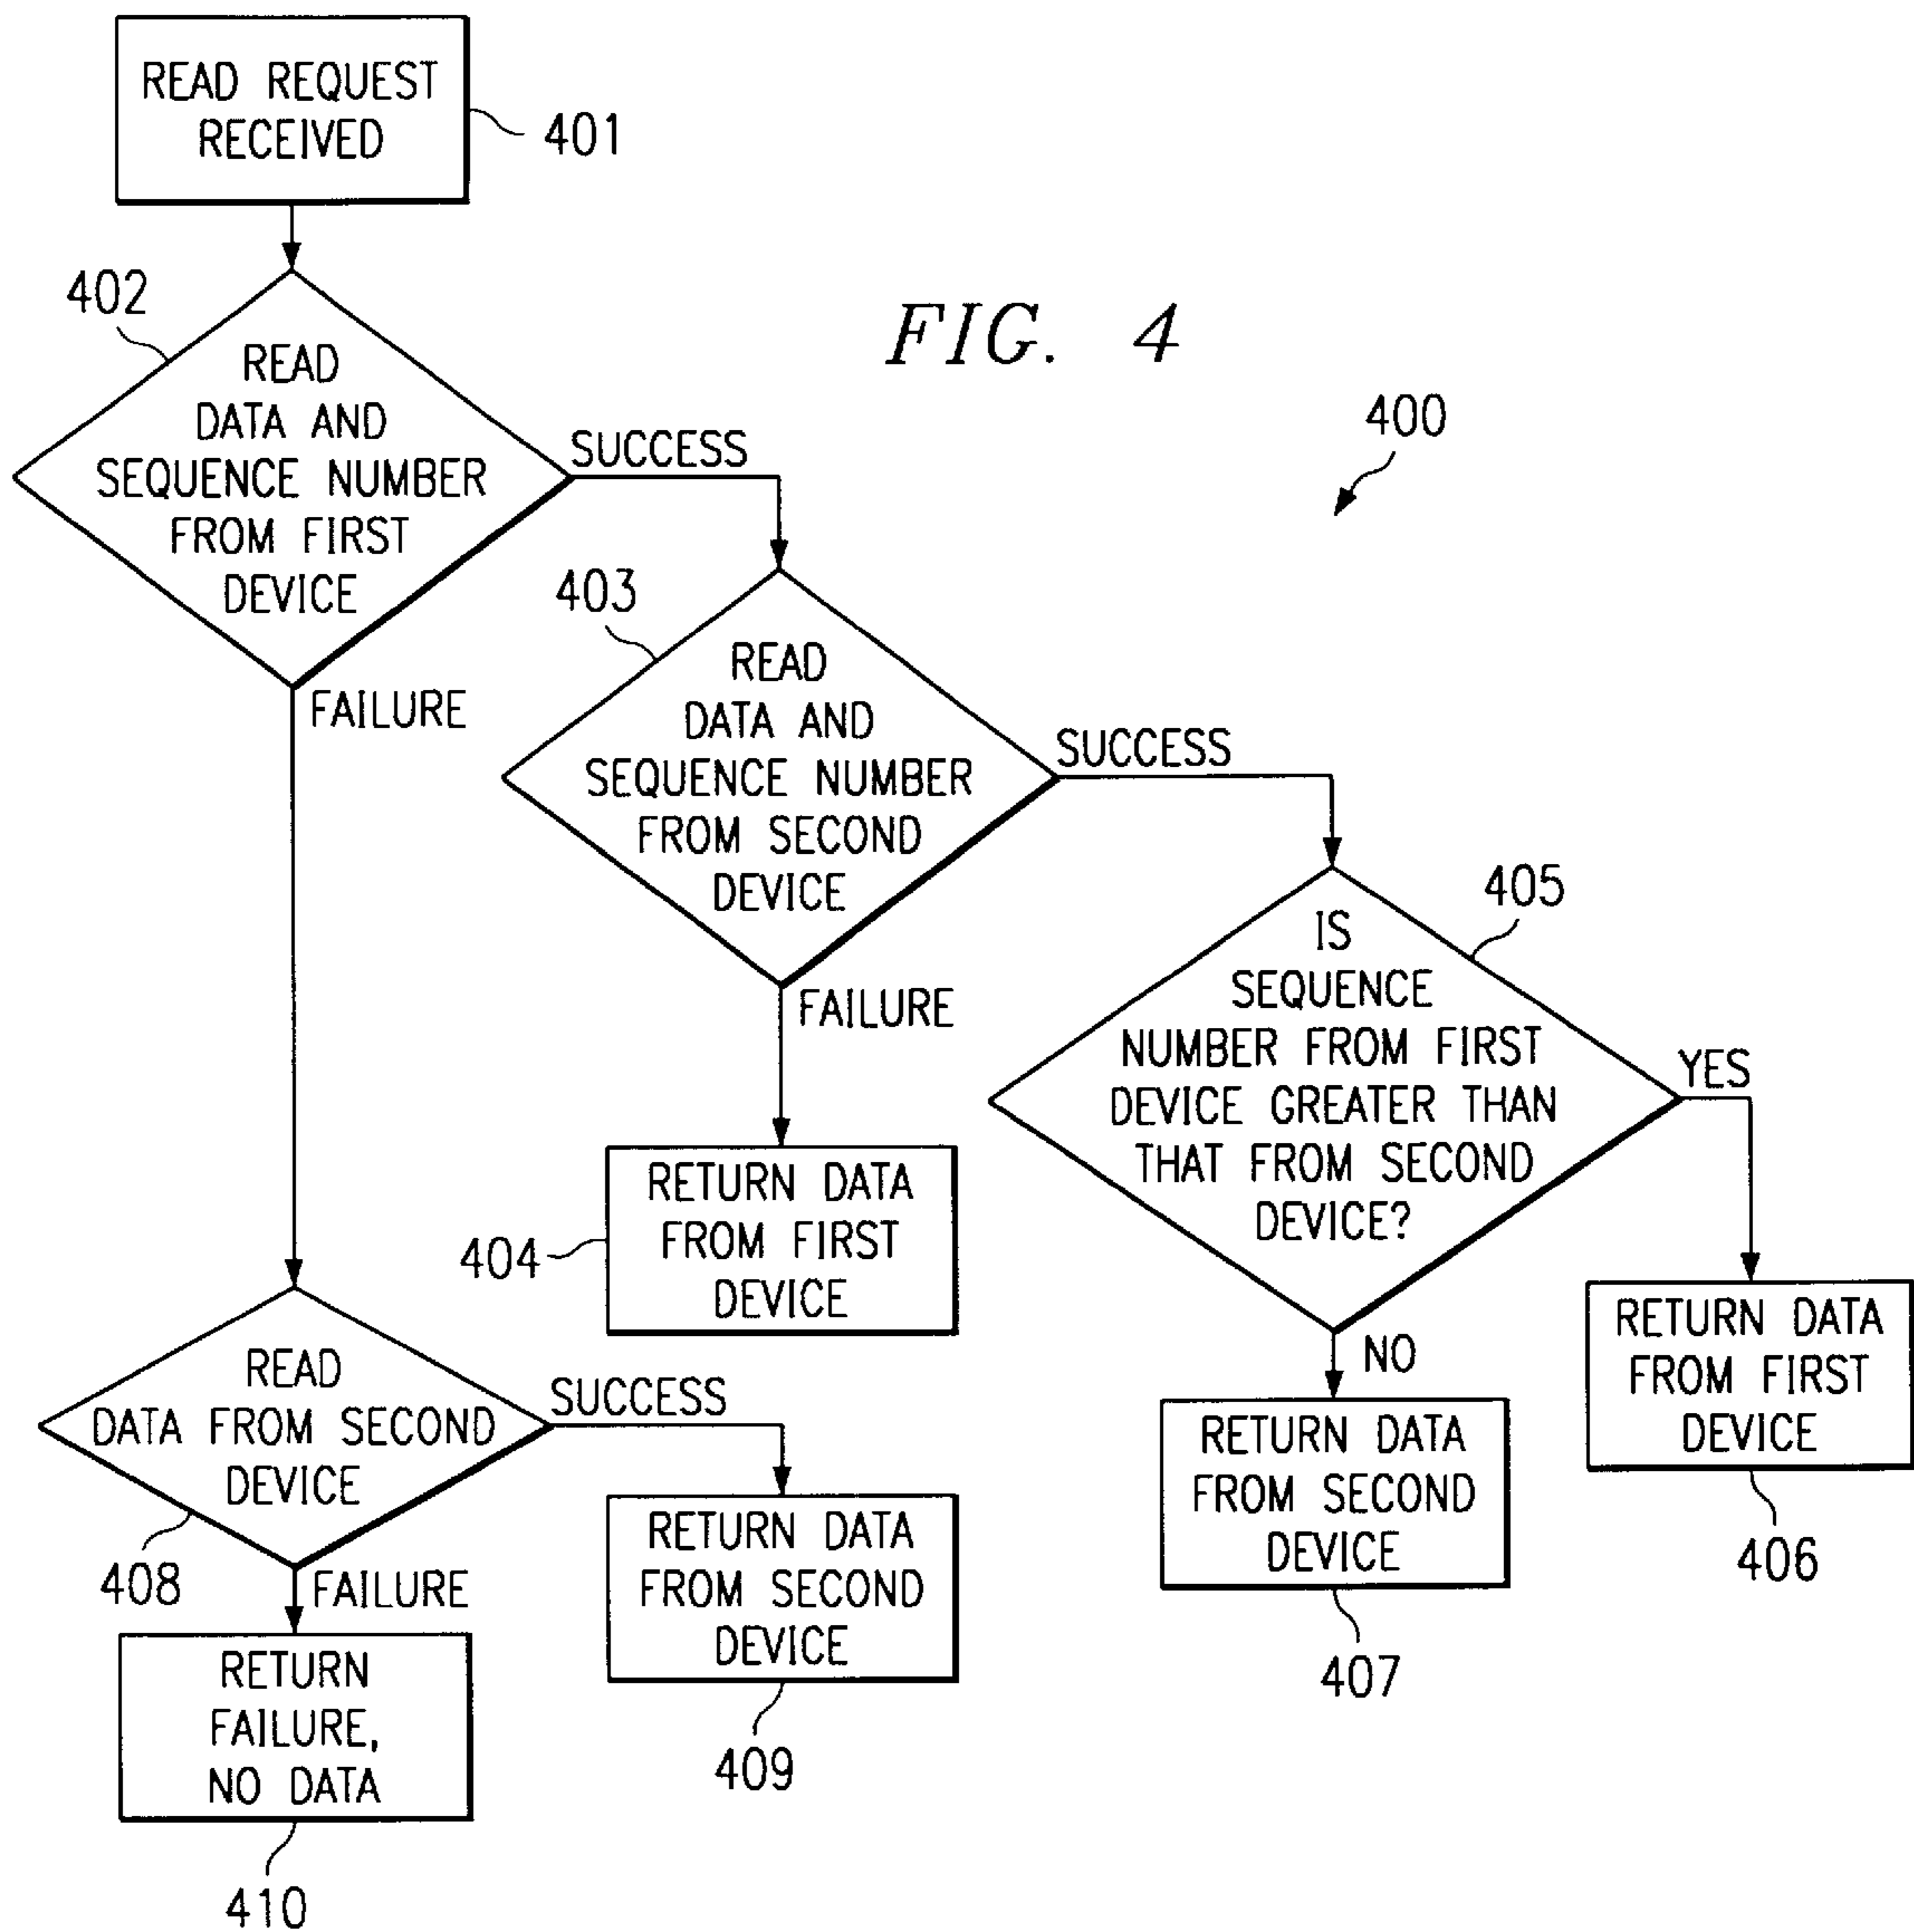 READ REQUEST
RECEIVED
401
402
READ
DATA AND
SEQUENCE NUMBER
FROM FIRST
DEVICE
SUCCESS
FAILURE
FIG. 4
400
403
READ
DATA AND
SEQUENCE NUMBER
FROM SECOND
DEVICE
SUCCESS
FAILURE
405
IS
SEQUENCE
NUMBER FROM FIRST
DEVICE GREATER THAN
THAT FROM SECOND
DEVICE?
YES
NO
404
RETURN DATA
FROM FIRST
DEVICE
RETURN DATA
FROM FIRST
DEVICE
406
RETURN DATA
FROM SECOND
DEVICE
407
READ
DATA FROM SECOND
DEVICE
408
SUCCESS
FAILURE
RETURN DATA
FROM SECOND
DEVICE
409
RETURN
FAILURE,
NO DATA
410